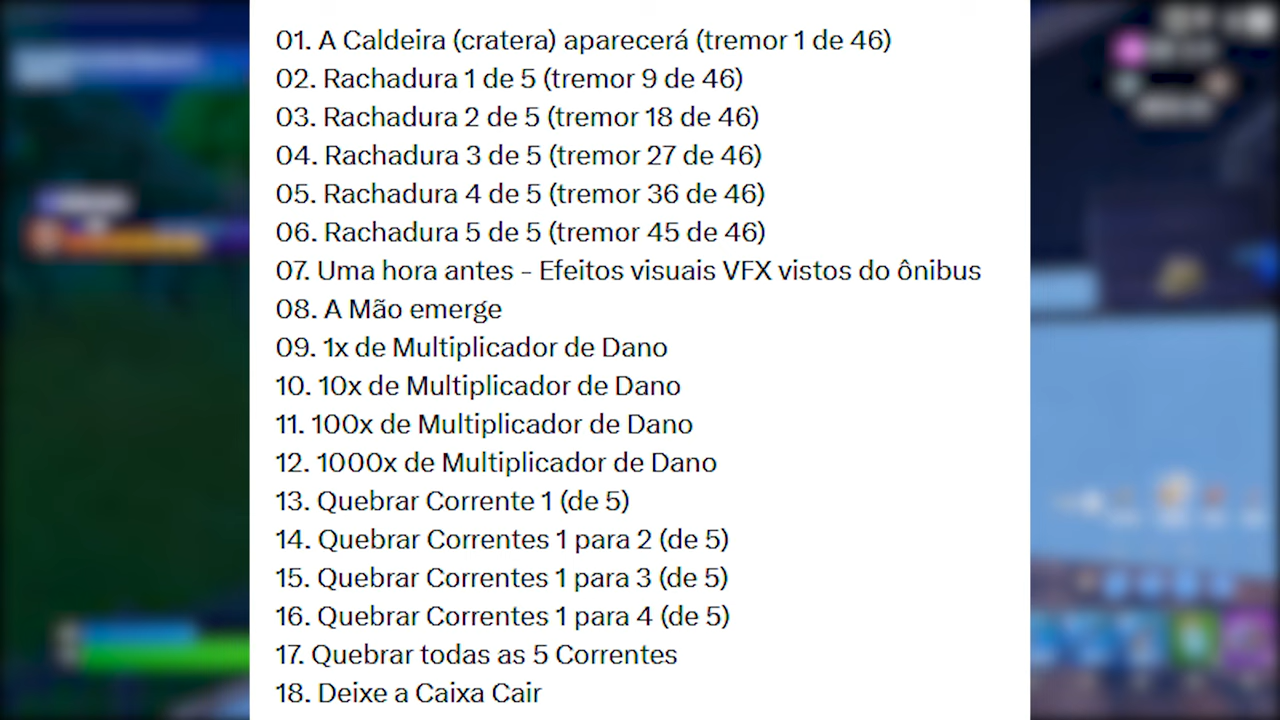 01. A Caldeira (cratera) aparecerá (tremor 1 de 46)
02. Rachadura 1 de 5 (tremor 9 de 46)
03. Rachadura 2 de 5 (tremor 18 de 46)
04. Rachadura 3 de 5 (tremor 27 de 46)
05. Rachadura 4 de 5 (tremor 36 de 46)
06. Rachadura 5 de 5 (tremor 45 de 46)
07. Uma hora antes - Efeitos visuais VFX vistos do ônibus
08. A Mão emerge
09. 1x de Multiplicador de Dano
10. 10x de Multiplicador de Dano
11. 100x de Multiplicador de Dano
12. 1000x de Multiplicador de Dano
13. Quebrar Corrente 1 (de 5)
14. Quebrar Correntes 1 para 2 (de 5)
15. Quebrar Correntes 1 para 3 (de 5)
16. Quebrar Correntes 1 para 4 (de 5)
17. Quebrar todas as 5 Correntes
18. Deixe a Caixa Cair